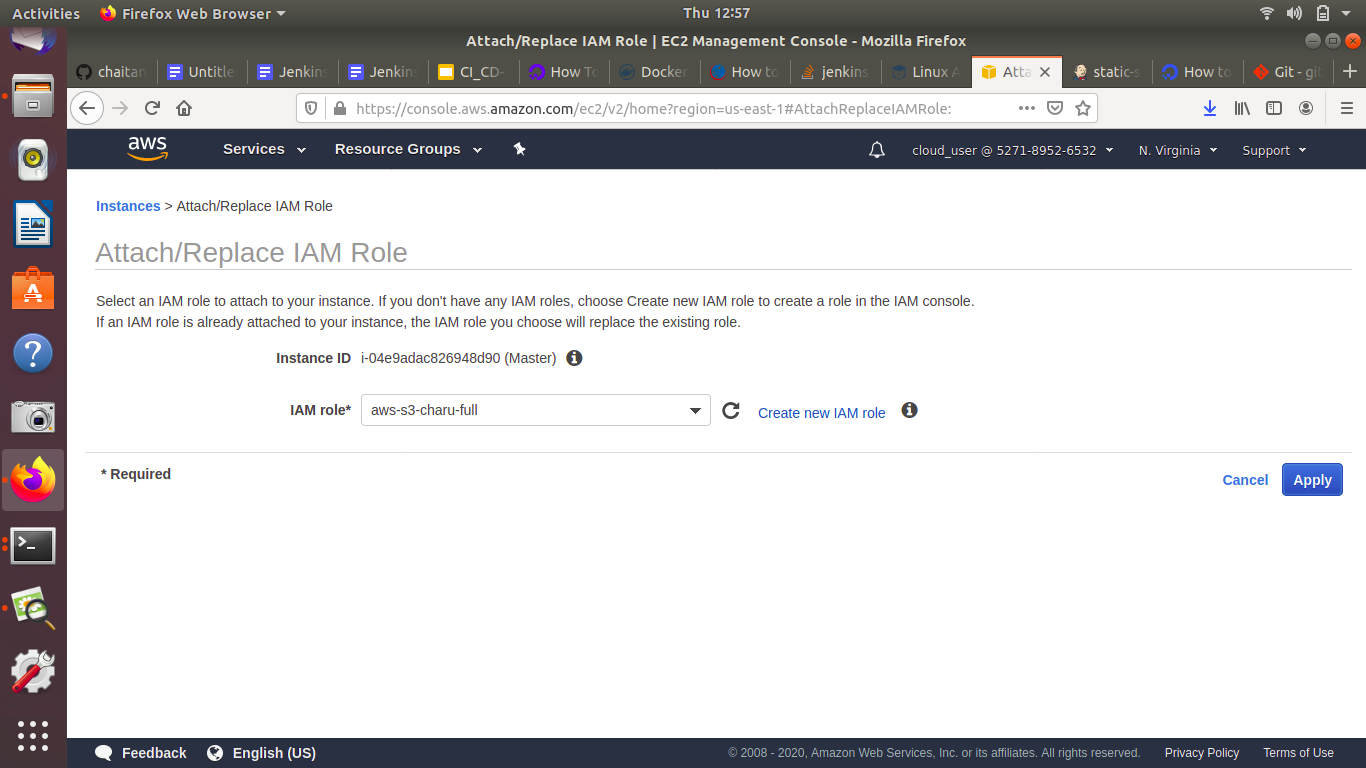 Activities Firefox Web Browser Thu 12:57
Attach/Replace IAM Role | EC2 Management Console - Mozilla Firefox
chaitan Untitle Jenkins Jenkins CI_CD- How To Docker How to jenkins Linux A Atta static-s How to Git - git
https://console.aws.amazon.com/ec2/v2/home?region=us-east-1#AttachReplaceIAMRole:
aws Services Resource Groups cloud_user @ 5271-8952-6532 N. Virginia Support
Instances > Attach/Replace IAM Role
Attach/Replace IAM Role
Select an IAM role to attach to your instance. If you don't have any IAM roles, choose Create new IAM role to create a role in the IAM console.
If an IAM role is already attached to your instance, the IAM role you choose will replace the existing role.
Instance ID i-04e9adac826948d90 (Master)
IAM role* aws-s3-charu-full Create new IAM role
* Required
Cancel Apply
Feedback English (US) © 2008 - 2020, Amazon Web Services, Inc. or its affiliates. All rights reserved. Privacy Policy Terms of Use